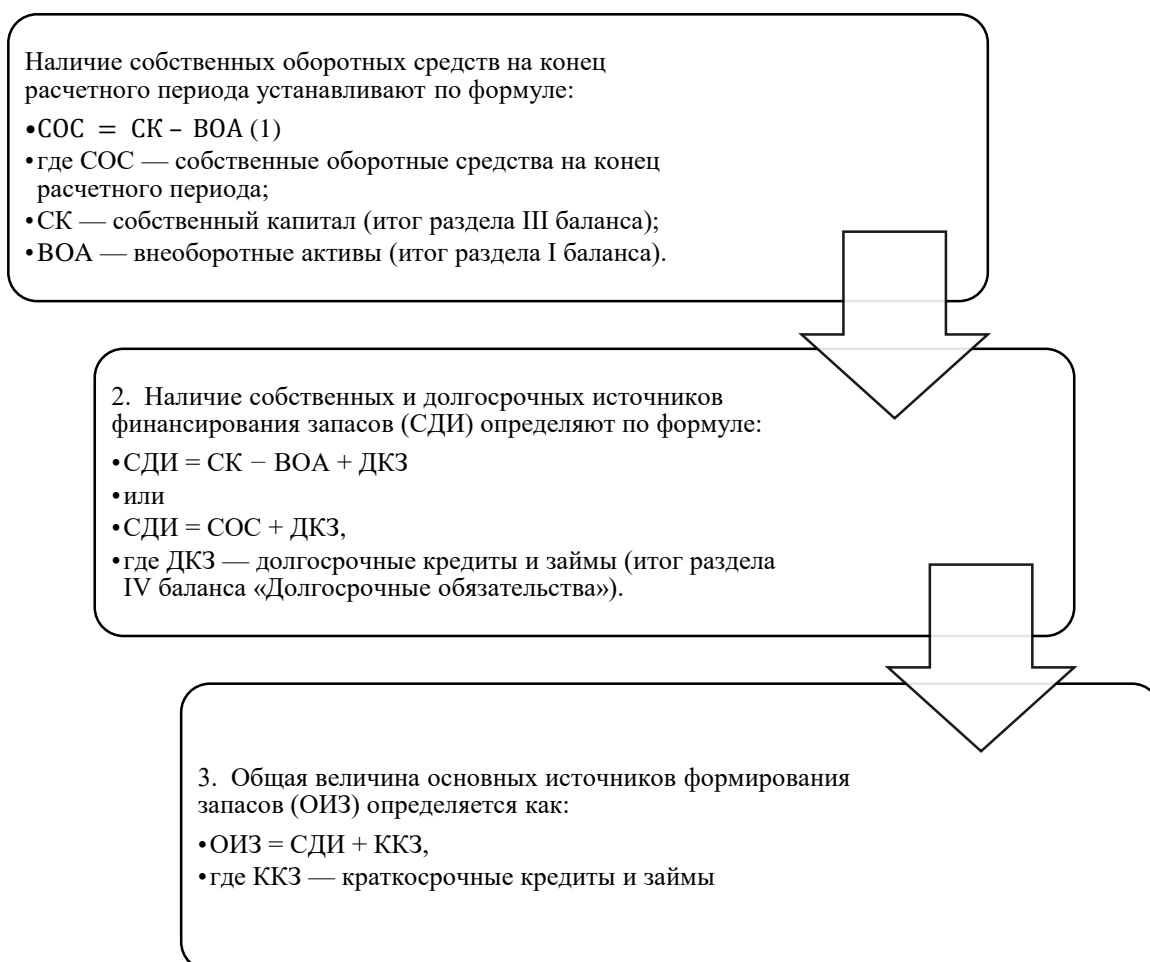 Наличие собственных оборотных средств на конец
расчетного периода устанавливают по формуле:
•СОС = СК – ВОА (1)
•где СОС — собственные оборотные средства на конец
расчетного периода;
•СК — собственный капитал (итог раздела III баланса);
•ВОА — внеоборотные активы (итог раздела I баланса).
2. Наличие собственных и долгосрочных источников
финансирования запасов (СДИ) определяют по формуле:
•СДИ = СК − ВОА + ДКЗ
•или
•СДИ = СОС + ДКЗ,
•где ДКЗ — долгосрочные кредиты и займы (итог раздела
IV баланса «Долгосрочные обязательства»).
3. Общая величина основных источников формирования
запасов (ОИЗ) определяется как:
•ОИЗ = СДИ + ККЗ,
•где ККЗ — краткосрочные кредиты и займы